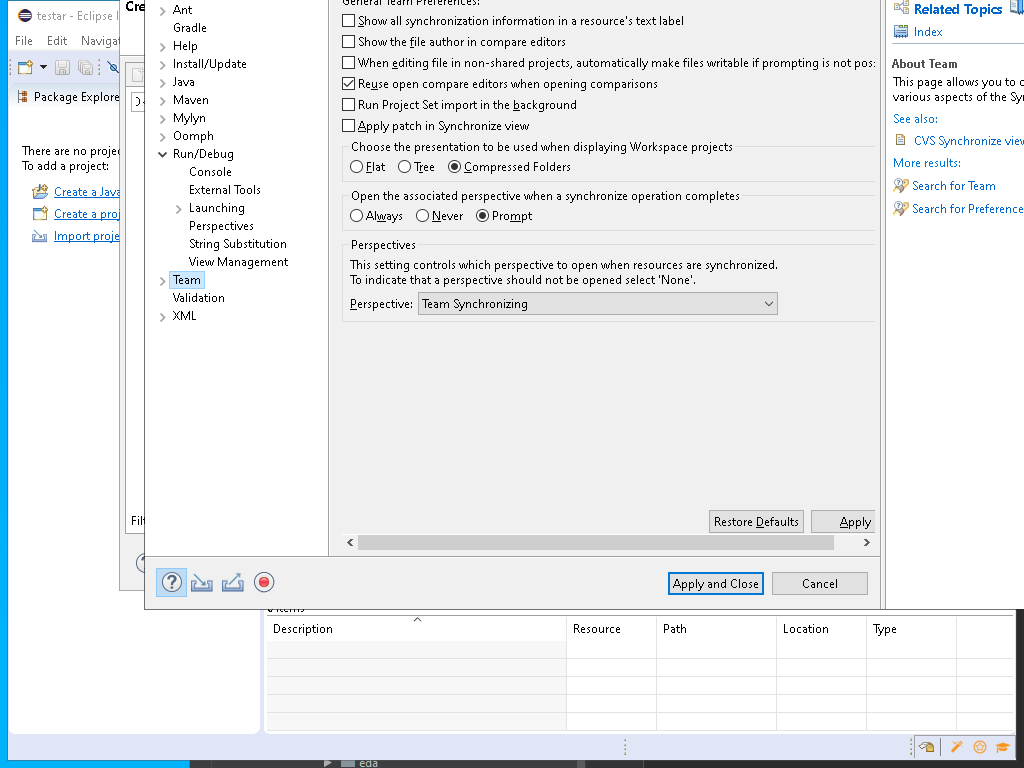 testar - Eclipse I
File Edit Navigat
Package Explore
There are no projec
To add a project:
Create a Java
Create a proj
Import proje
Cre
Filt
Ant
Gradle
Help
Install/Update
Java
Maven
Mylyn
Oomph
Run/Debug
Console
External Tools
Launching
Perspectives
String Substitution
View Management
Team
Validation
XML
General Team Preferences:
Show all synchronization information in a resource's text label
Show the file author in compare editors
When editing file in non-shared projects, automatically make files writable if prompting is not pos:
Reuse open compare editors when opening comparisons
Run Project Set import in the background
Apply patch in Synchronize view
Choose the presentation to be used when displaying Workspace projects
Flat Tree Compressed Folders
Open the associated perspective when a synchronize operation completes
Always Never Prompt
Perspectives
This setting controls which perspective to open when resources are synchronized.
To indicate that a perspective should not be opened select 'None'.
Perspective: Team Synchronizing
Restore Defaults Apply
Apply and Close Cancel
Related Topics
Index
About Team
This page allows you to c
various aspects of the Syn
See also:
CVS Synchronize view
More results:
Search for Team
Search for Preference
items
Description Resource Path Location Type
eda